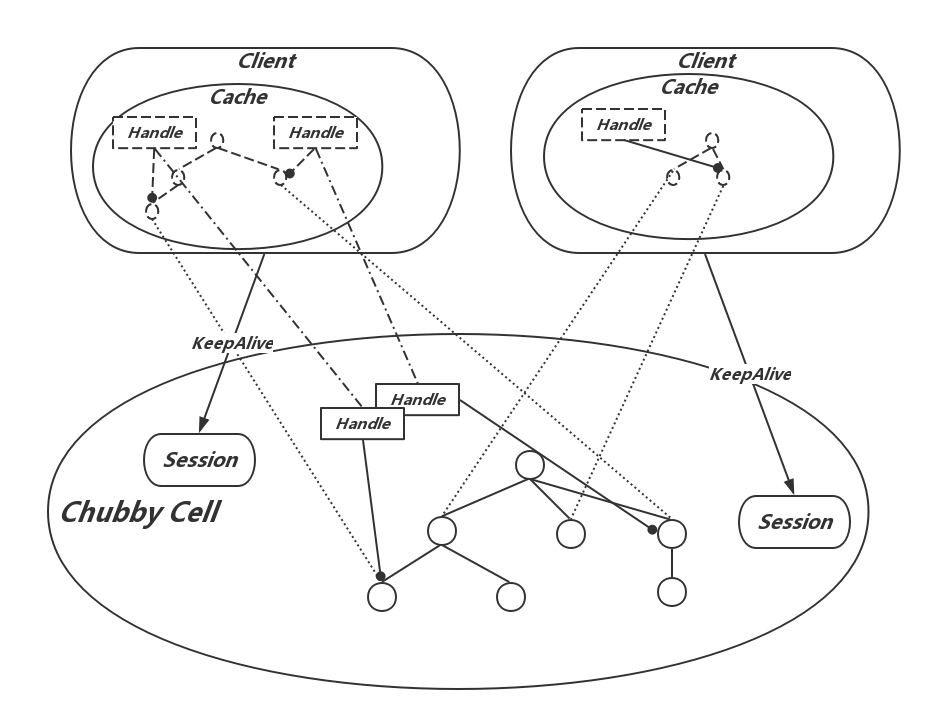 Client
Cache
Handle
Handle
Client
Cache
Handle
KeepAlive
KeepAlive
Handle
Handle
Session
Chubby Cell
Session